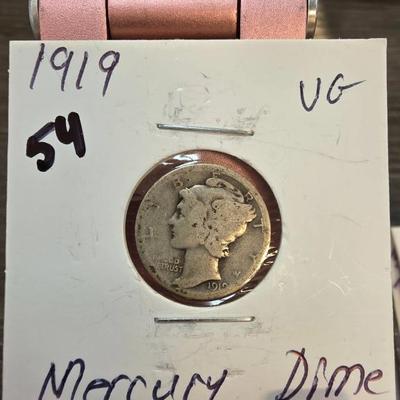 1919
VG
54
LIBERTY
IN GOD
WE TRUST
1919
Mercury Dime